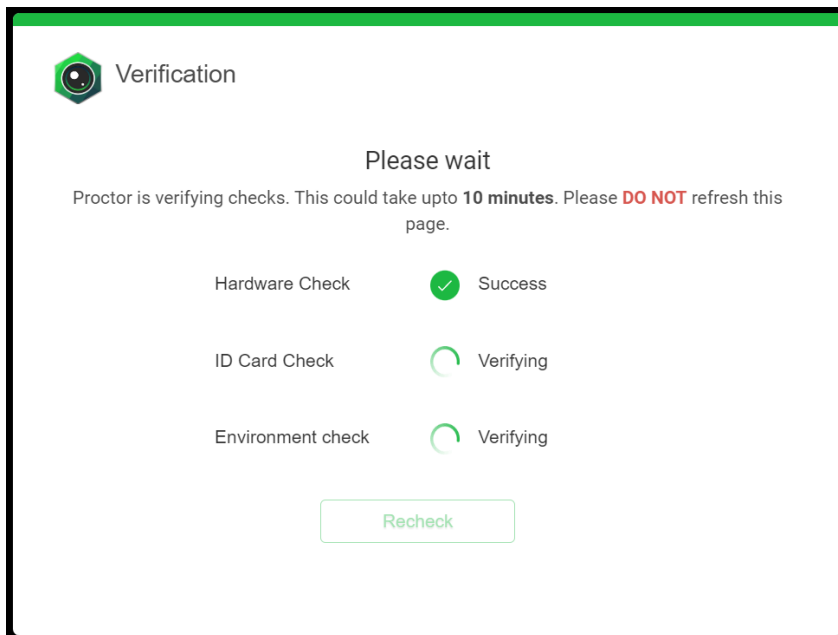 Verification
Please wait
Proctor is verifying checks. This could take upto 10 minutes. Please DO NOT refresh this
page.
Hardware Check Success
ID Card Check Verifying
Environment check Verifying
Recheck